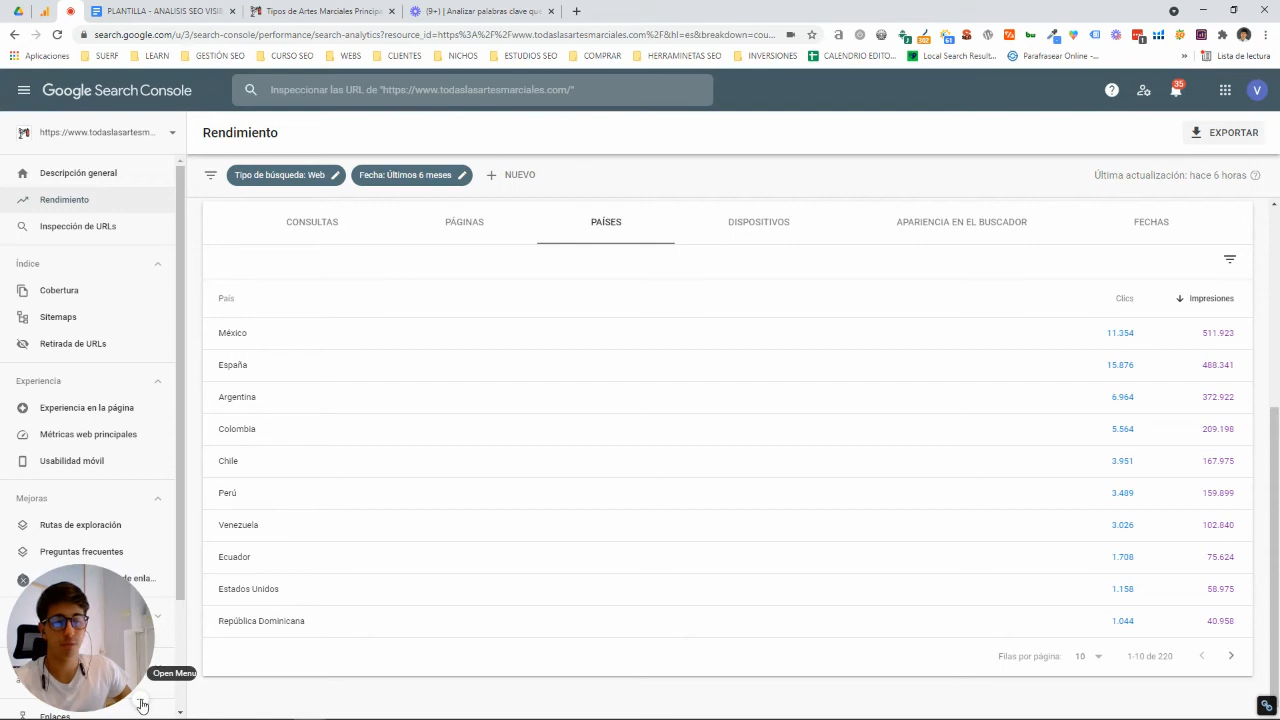 PLANTILLA - ANALISIS SEO VISIB
Tipos de Artes Marciales Principa
(9+) | Analizar palabras clave que
search.google.com/u/3/search-console/performance/search-analytics?resource_id=https%3A%2F%2Fwww.todaslasartesmarciales.com%2F&hl=es&breakdown=cou...
Aplicaciones
SUERF
LEARN
GESTION SEO
CURSO SEO
WEBS
CLIENTES
NICHOS
ESTUDIOS SEO
COMPRAR
HERRAMINETAS SEO
INVERSIONES
CALENDARIO EDITO...
Local Search Result...
Parafrasear Online -...
»
Lista de lectura
Google Search Console
Inspeccionar las URL de "https://www.todaslasartesmarciales.com/"
35
V
https://www.todaslasartesm...
Rendimiento
EXPORTAR
Tipo de búsqueda: Web
Fecha: Últimos 6 meses
NUEVO
Última actualización: hace 6 horas
Descripción general
Rendimiento
Inspección de URLs
Índice
Cobertura
Sitemaps
Retirada de URLs
Experiencia
Experiencia en la página
Métricas web principales
Usabilidad móvil
Mejoras
Rutas de exploración
Preguntas frecuentes
de enla...
Enlaces
Open Menu
CONSULTAS PÁGINAS PAÍSES DISPOSITIVOS APARIENCIA EN EL BUSCADOR FECHAS
País Clics Impresiones
México 11.354 511.923
España 15.876 488.341
Argentina 6.964 372.922
Colombia 5.564 209.198
Chile 3.951 167.975
Perú 3.489 159.899
Venezuela 3.026 102.840
Ecuador 1.708 75.624
Estados Unidos 1.158 58.975
República Dominicana 1.044 40.958
Filas por página: 10 1-10 de 220